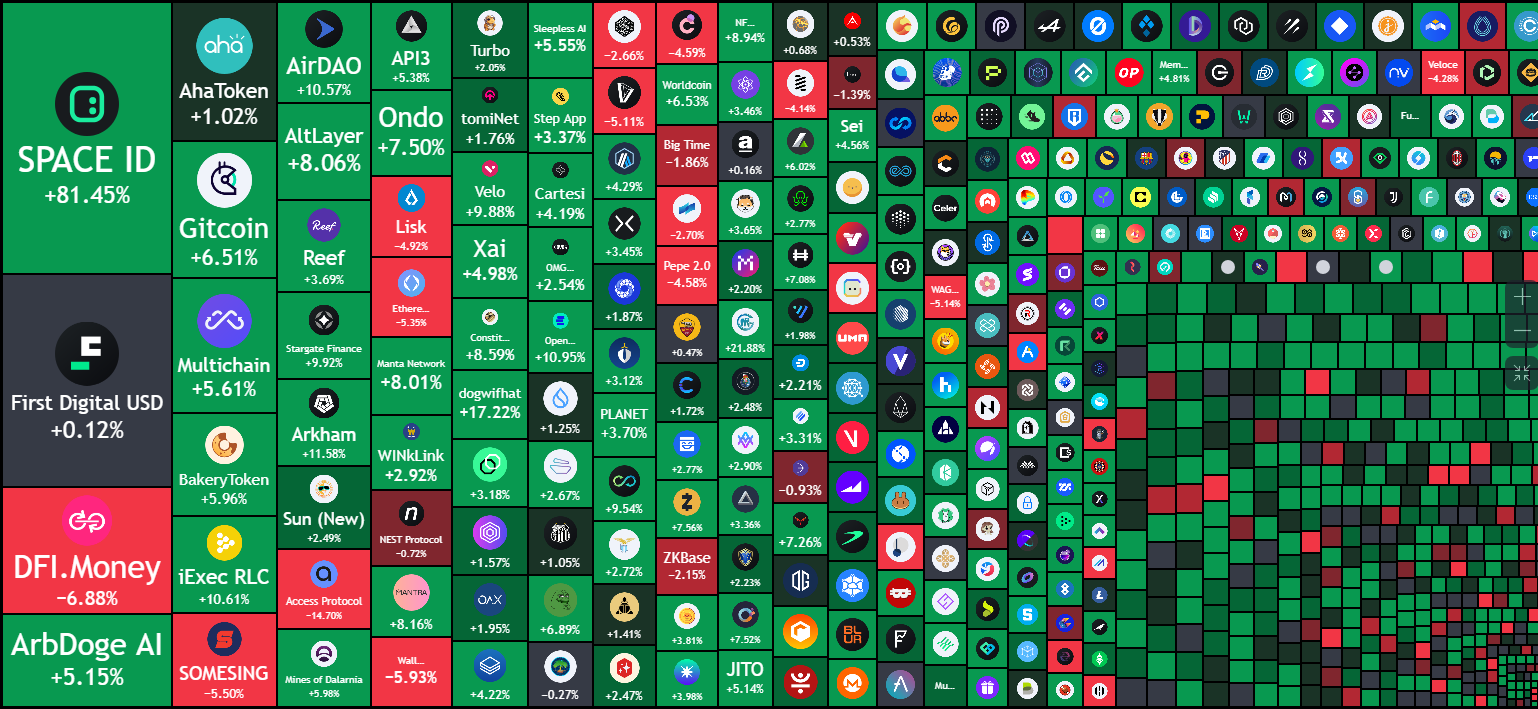 SPACE ID
+81.45%
First Digital USD
+0.12%
DFI.Money
−6.88%
ArbDoge AI
+5.15%
aha
AhaToken
+1.02%
Gitcoin
+6.51%
Multichain
+5.61%
BakeryToken
+5.96%
iExec RLC
+10.61%
SOMESING
−5.50%
AirDAO
+10.57%
AltLayer
+8.06%
Reef
Reef
+3.69%
Stargate Finance
+9.92%
Arkham
+11.58%
Sun (New)
+2.49%
Access Protocol
−14.70%
Mines of Dalarnia
+5.98%
API3
+5.38%
Ondo
+7.50%
Lisk
−4.92%
Ethere...
−5.35%
Manta Network
+8.01%
WINkLink
+2.92%
n
NEST Protocol
−0.72%
MANTRA
+8.16%
Wall...
−5.93%
Turbo
+2.05%
tomiNet
+1.76%
Velo
+9.88%
Xai
+4.98%
Constit...
+8.59%
dogwifhat
+17.22%
+3.18%
+1.57%
OAX
+1.95%
+4.22%
Sleepless AI
+5.55%
Step App
+3.37%
Cartesi
+4.19%
OMG...
+2.54%
Open...
+10.95%
+1.25%
+2.67%
+1.05%
+6.89%
−0.27%
−2.66%
−5.11%
+4.29%
+3.45%
+1.87%
+3.12%
PLANET
+3.70%
+9.54%
+2.72%
+1.41%
+2.47%
−4.59%
Worldcoin
+6.53%
Big Time
−1.86%
−2.70%
Pepe 2.0
−4.58%
+0.47%
+1.72%
+2.77%
+7.56%
ZKBase
−2.15%
+3.81%
+3.98%
NF...
+8.94%
+3.46%
a
+0.16%
+3.65%
+2.20%
+21.88%
+2.48%
+2.90%
+3.36%
+2.23%
+7.52%
JITO
+5.14%
+0.68%
−4.14%
+6.02%
+2.77%
+7.08%
+1.98%
+2.21%
+3.31%
−0.93%
+7.26%
+0.53%
−1.39%
Sei
+4.56%
UMA
BLUR
Celer
WAG...
−5.14%
Mu...
abbc
OP
Mem...
+4.81%
Veloce
−4.28%
Fu...